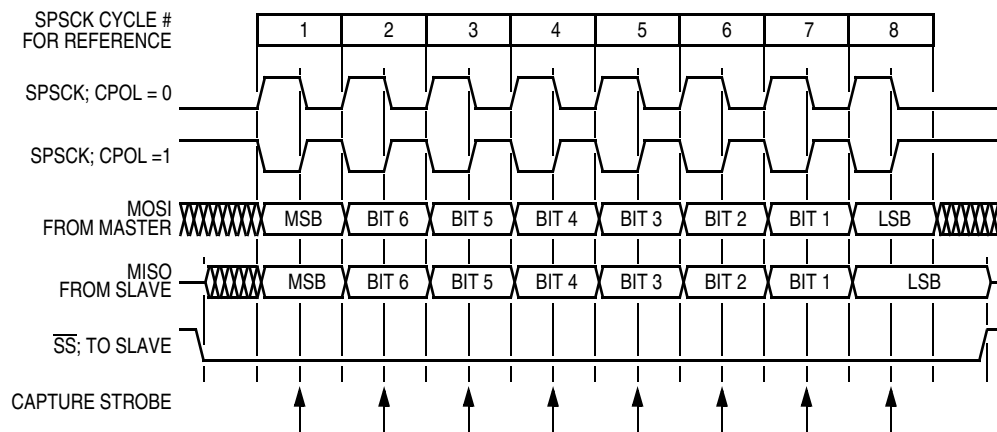 SPSCK CYCLE #
FOR REFERENCE
1 2 3 4 5 6 7 8
SPSCK; CPOL = 0
SPSCK; CPOL =1
MOSI
FROM MASTER
MSB BIT 6 BIT 5 BIT 4 BIT 3 BIT 2 BIT 1 LSB
MISO
FROM SLAVE
MSB BIT 6 BIT 5 BIT 4 BIT 3 BIT 2 BIT 1 LSB
S̅S̅; TO SLAVE
CAPTURE STROBE